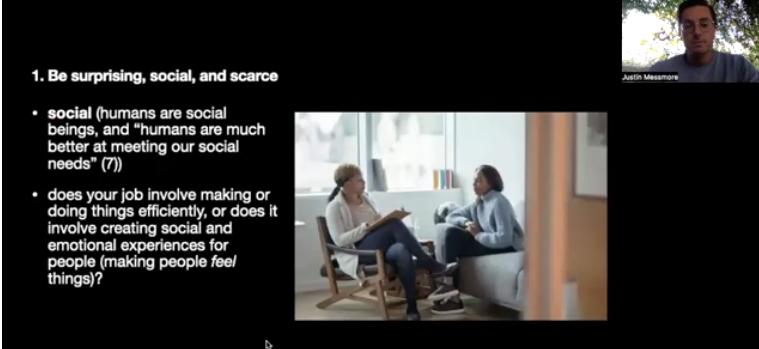 Justin Messmore
1. Be surprising, social, and scarce
• social (humans are social
beings, and “humans are much
better at meeting our social
needs” (7))
• does your job involve making or
doing things efficiently, or does it
involve creating social and
emotional experiences for
people (making people feel
things)?